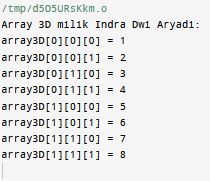 /tmp/d5O5URsKkm.o
Array 3D milik Indra Dwi Aryadi:
array3D[0][0][0] = 1
array3D[0][0][1] = 2
array3D[0][1][0] = 3
array3D[0][1][1] = 4
array3D[1][0][0] = 5
array3D[1][0][1] = 6
array3D[1][1][0] = 7
array3D[1][1][1] = 8